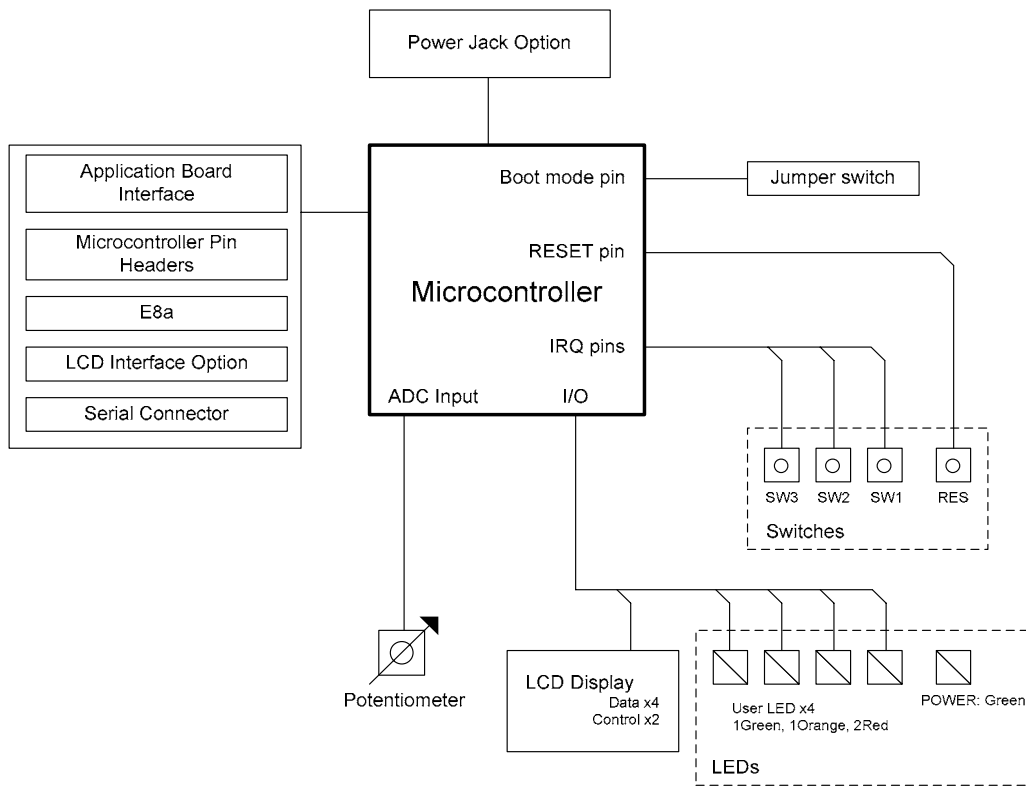 Power Jack Option
Application Board
Interface
Microcontroller Pin
Headers
E8a
LCD Interface Option
Serial Connector
Boot mode pin
RESET pin
Microcontroller
IRQ pins
ADC Input
I/O
Jumper switch
SW3
SW2
SW1
RES
Switches
Potentiometer
LCD Display
Data x4
Control x2
User LED x4
1Green, 1Orange, 2Red
POWER: Green
LEDs